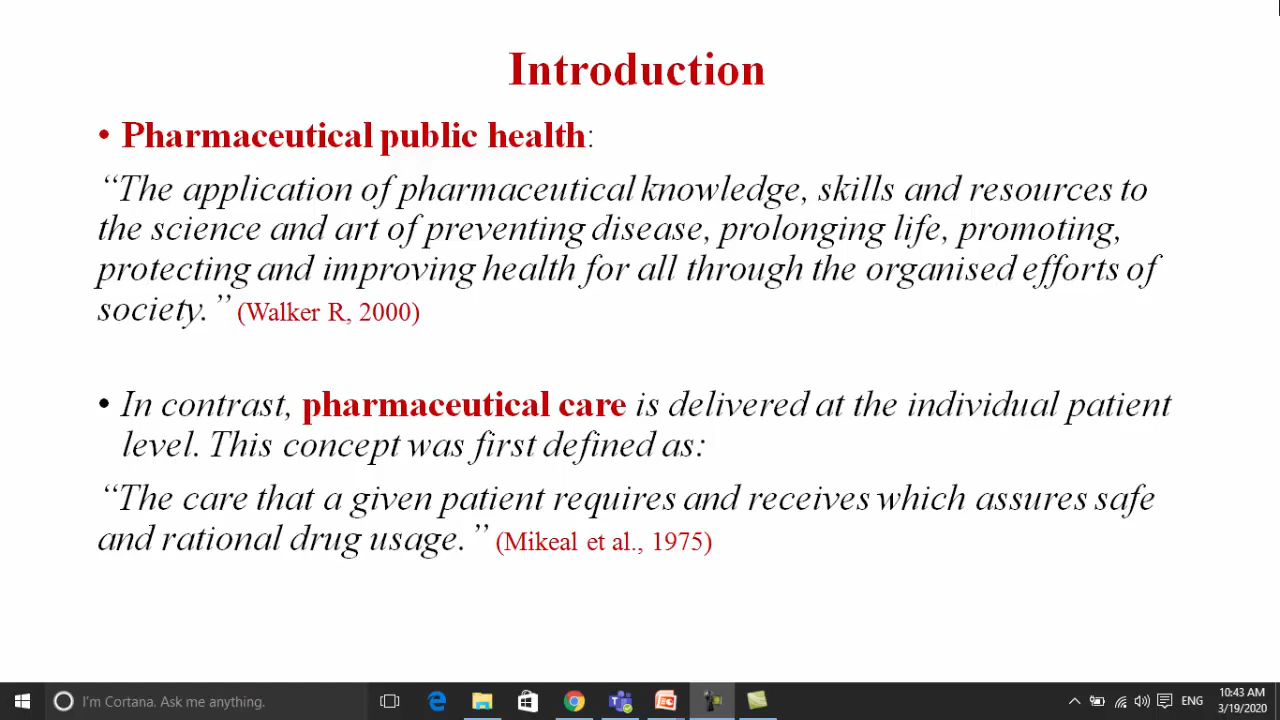 Introduction
• Pharmaceutical public health:
“The application of pharmaceutical knowledge, skills and resources to
the science and art of preventing disease, prolonging life, promoting,
protecting and improving health for all through the organised efforts of
society.” (Walker R, 2000)
• In contrast, pharmaceutical care is delivered at the individual patient
level. This concept was first defined as:
“The care that a given patient requires and receives which assures safe
and rational drug usage.” (Mikeal et al., 1975)
I'm Cortana. Ask me anything.
ENG
10:43 AM
3/19/2020